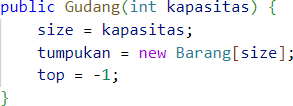 public Gudang(int kapasitas) {
    size = kapasitas;
    tumpukan = new Barang[size];
    top = -1;
}